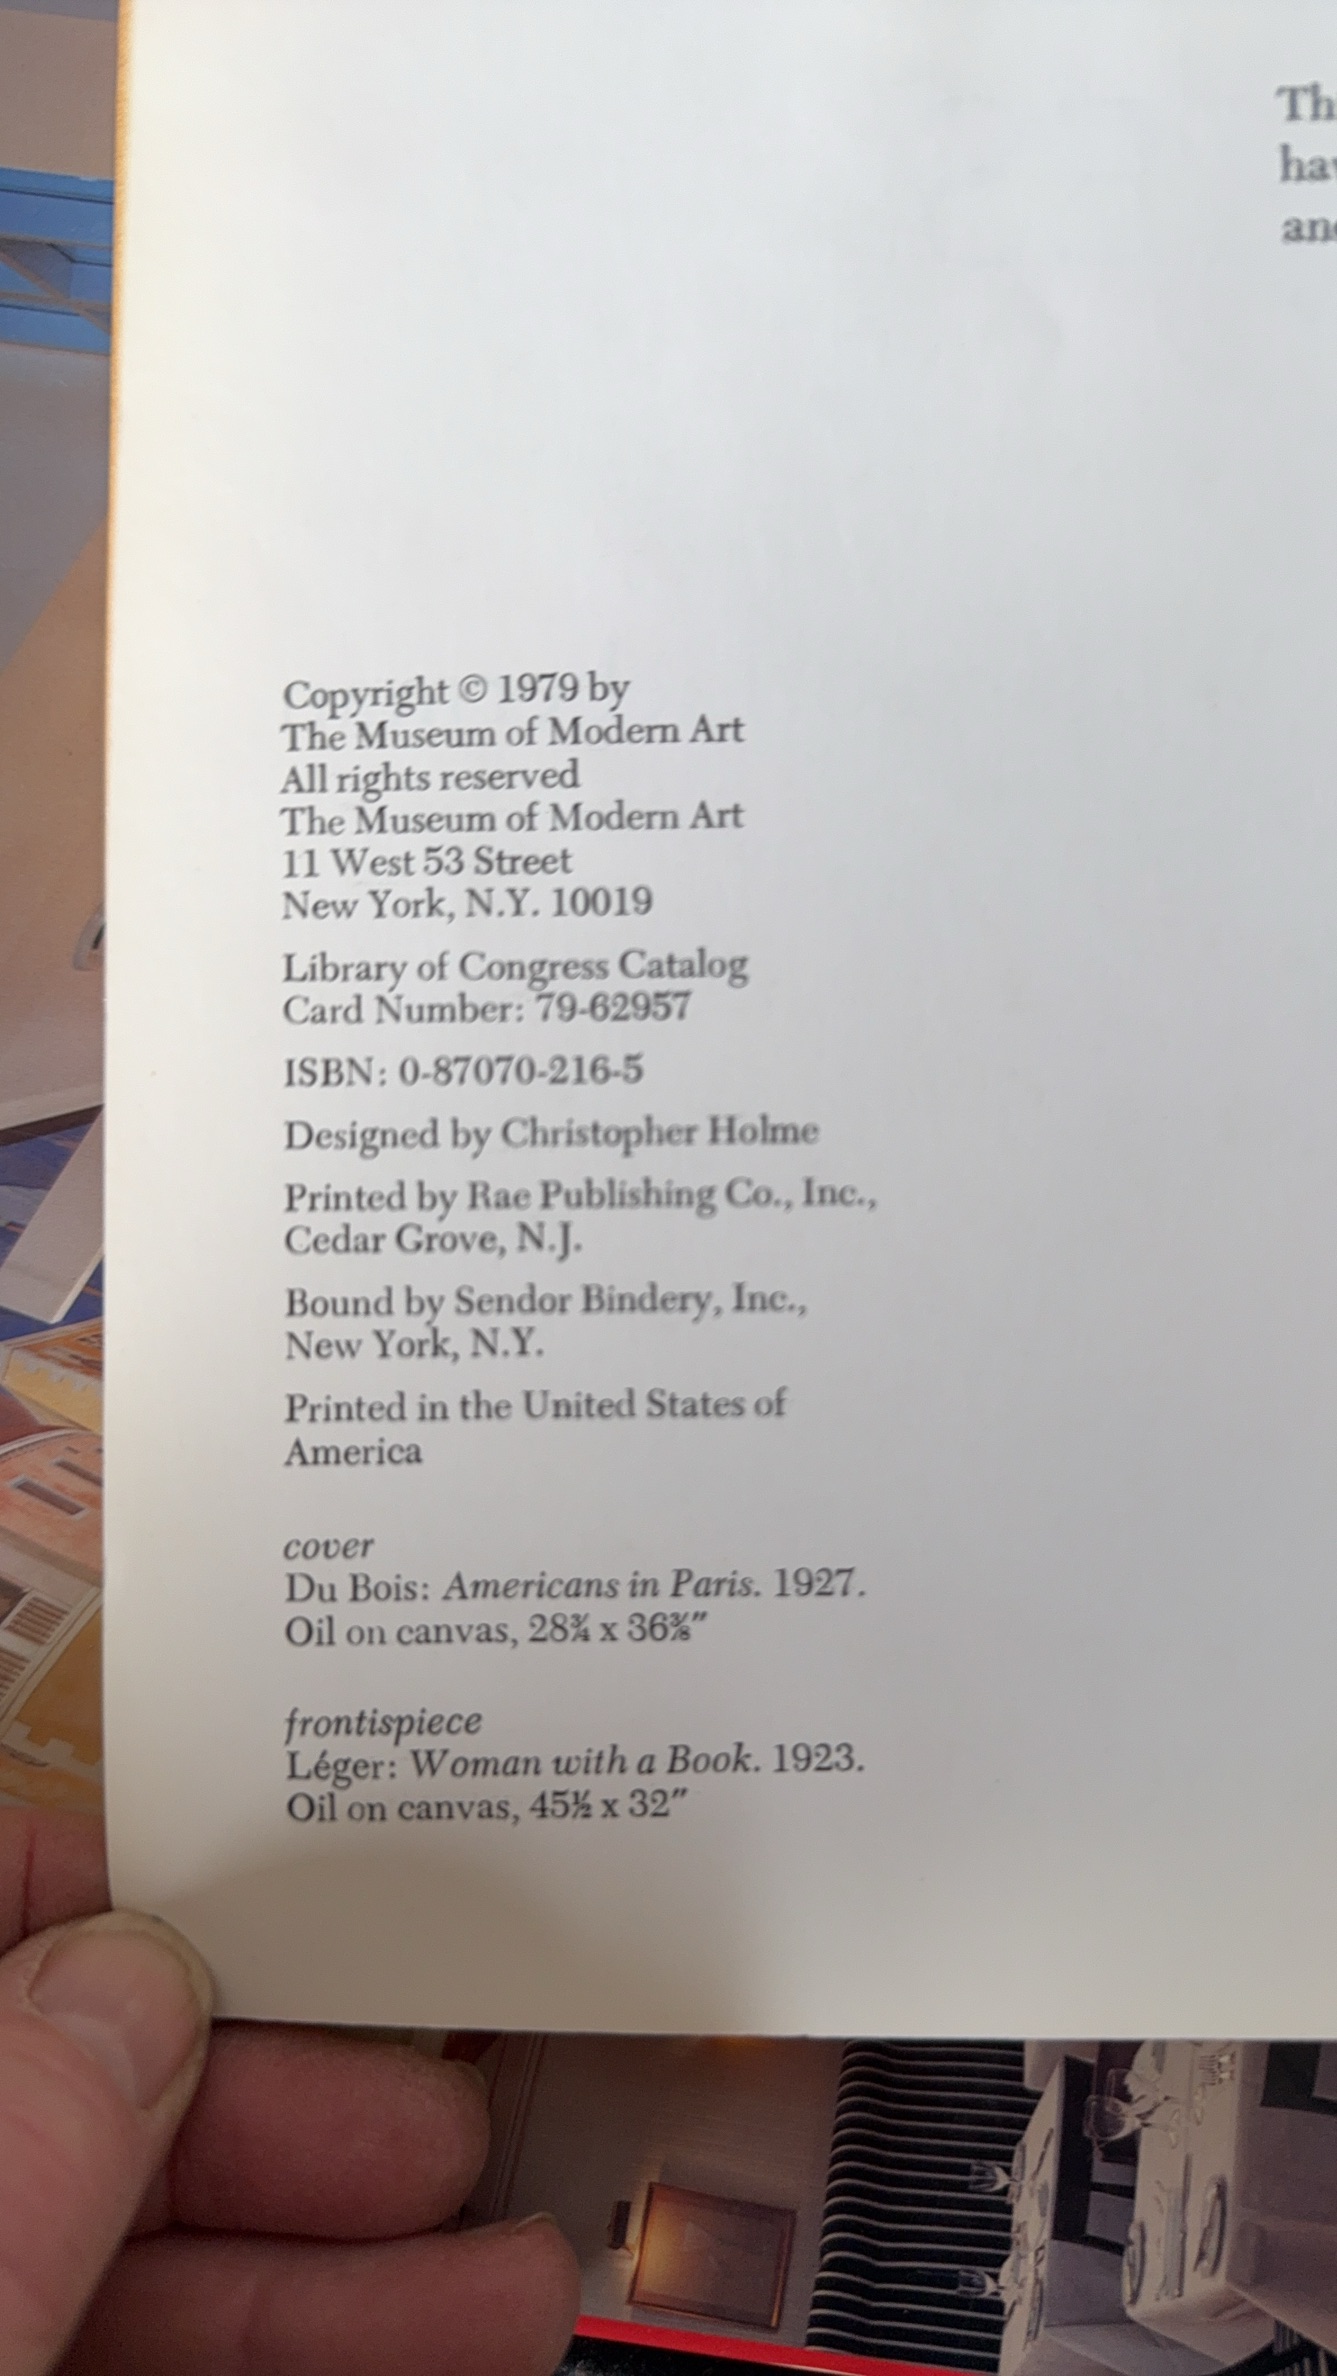 Th
hav
and
Copyright © 1979 by
The Museum of Modern Art
All rights reserved
The Museum of Modern Art
11 West 53 Street
New York, N.Y. 10019
Library of Congress Catalog
Card Number: 79-62957
ISBN: 0-87070-216-5
Designed by Christopher Holme
Printed by Rae Publishing Co., Inc.,
Cedar Grove, N.J.
Bound by Sendor Bindery, Inc.,
New York, N.Y.
Printed in the United States of
America
cover
Du Bois: Americans in Paris. 1927.
Oil on canvas, 28¾ x 36⅜"
frontispiece
Léger: Woman with a Book. 1923.
Oil on canvas, 45½ x 32"